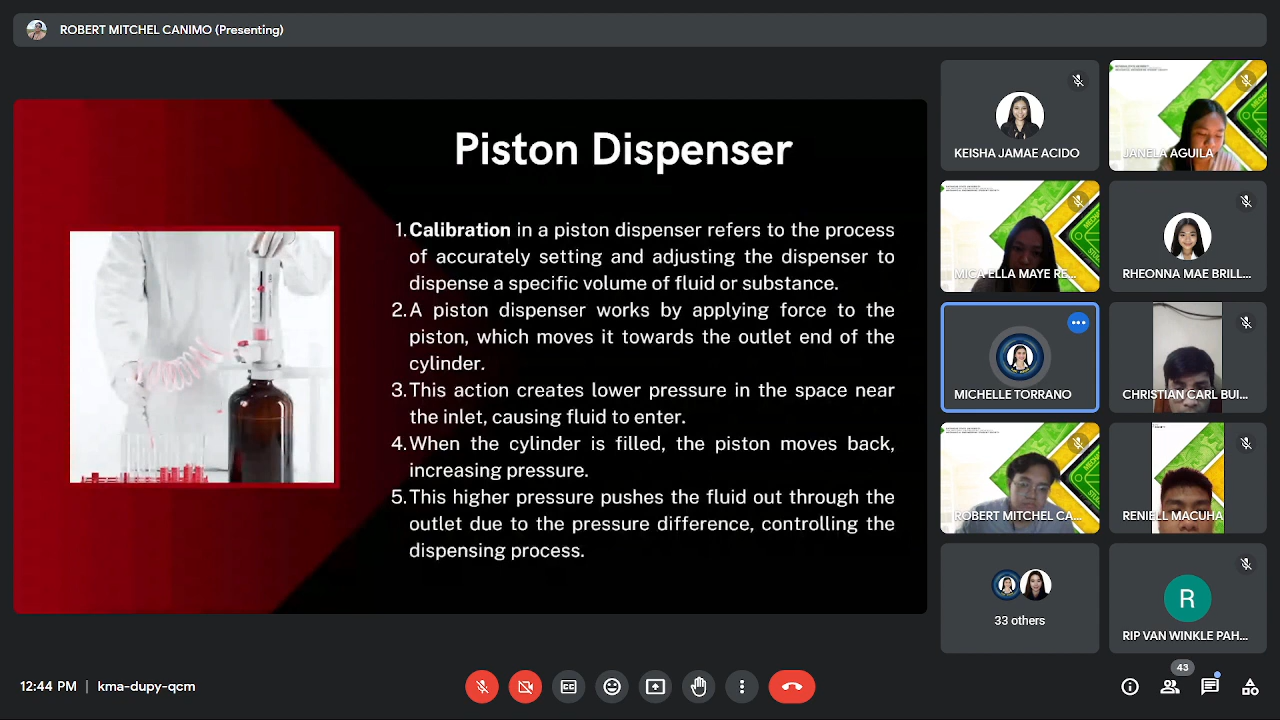 ROBERT MITCHEL CANIMO (Presenting)
Piston Dispenser
1. Calibration in a piston dispenser refers to the process
of accurately setting and adjusting the dispenser to
dispense a specific volume of fluid or substance.
2. A piston dispenser works by applying force to the
piston, which moves it towards the outlet end of the
cylinder.
3. This action creates lower pressure in the space near
the inlet, causing fluid to enter.
4. When the cylinder is filled, the piston moves back,
increasing pressure.
5. This higher pressure pushes the fluid out through the
outlet due to the pressure difference, controlling the
dispensing process.
KEISHA JAMAE ACIDO
JANELA AGUILA
MICA ELLA MAYE RE...
RHEONNA MAE BRILL...
MICHELLE TORRANO
CHRISTIAN CARL BUI...
ROBERT MITCHEL CA...
RENIELL MACUHA
33 others
R
RIP VAN WINKLE PAH...
12:44 PM | kma-dupy-qcm
43